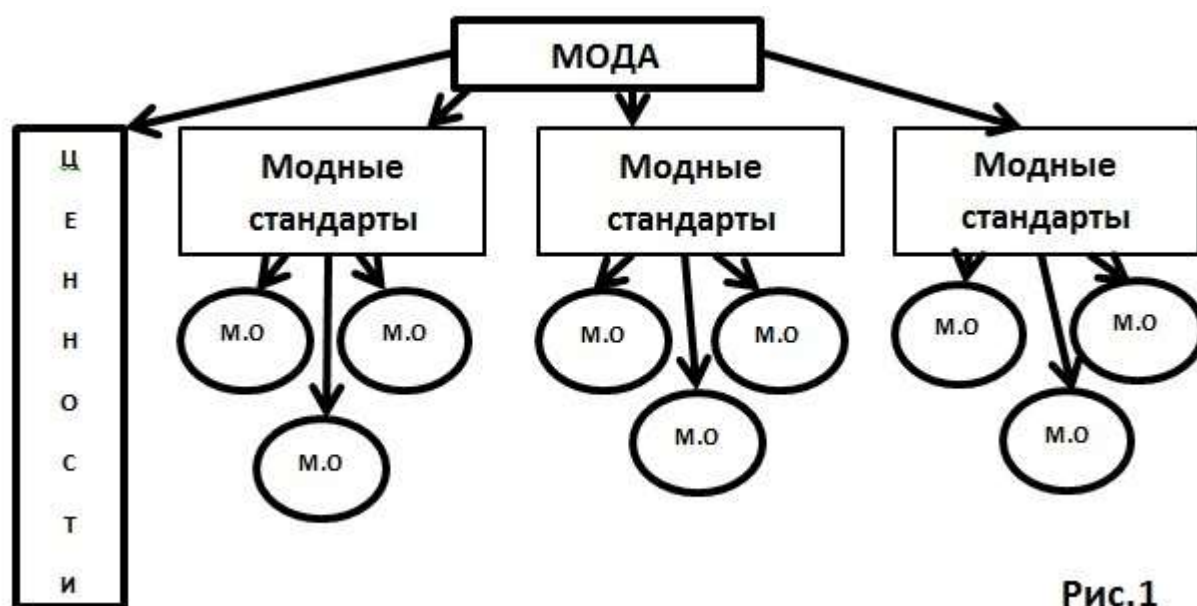 МОДА
Ц
Е
Н
Н
О
С
Т
И
Модные
стандарты
М.О
М.О
М.О
Модные
стандарты
М.О
М.О
М.О
Модные
стандарты
М.О
М.О
М.О
Рис.1